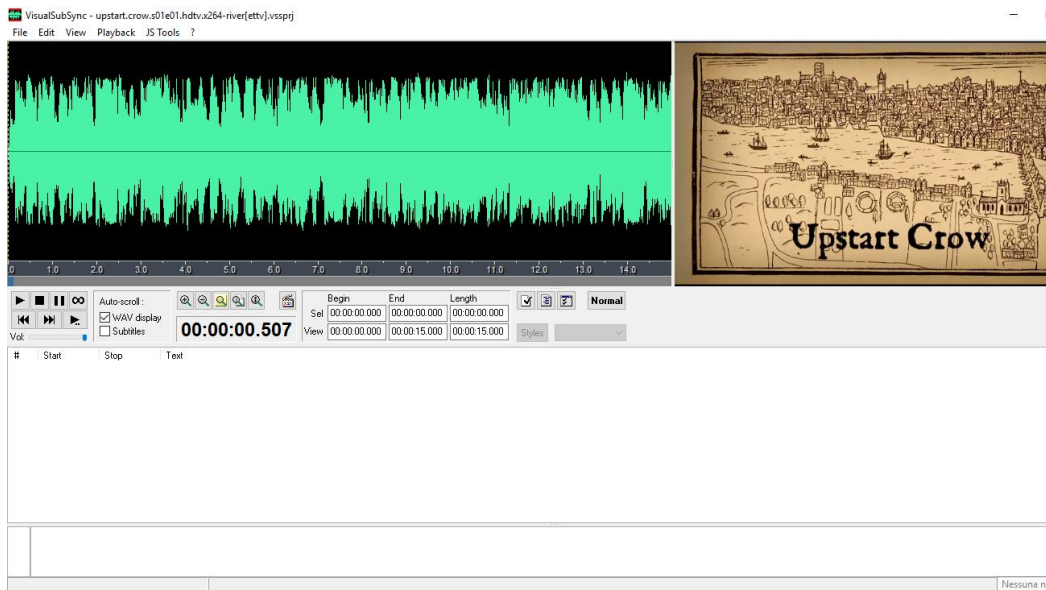 VisualSubSync - upstart.crow.s01e01.hdtv.x264-river[ettv].vssprj
File Edit View Playback JS Tools ?
Upstart Crow
.0 1.0 2.0 3.0 4.0 5.0 6.0 7.0 8.0 9.0 10.0 11.0 12.0 13.0 14.0
Auto-scroll :
WAV display
Subtitles
Vol:
00:00:00.507
Begin End Length
Sel 00:00:00.000 00:00:00.000 00:00:00.000
View 00:00:00.000 00:00:15.000 00:00:15.000
Normal
Styles
# Start Stop Text
Nessuna n